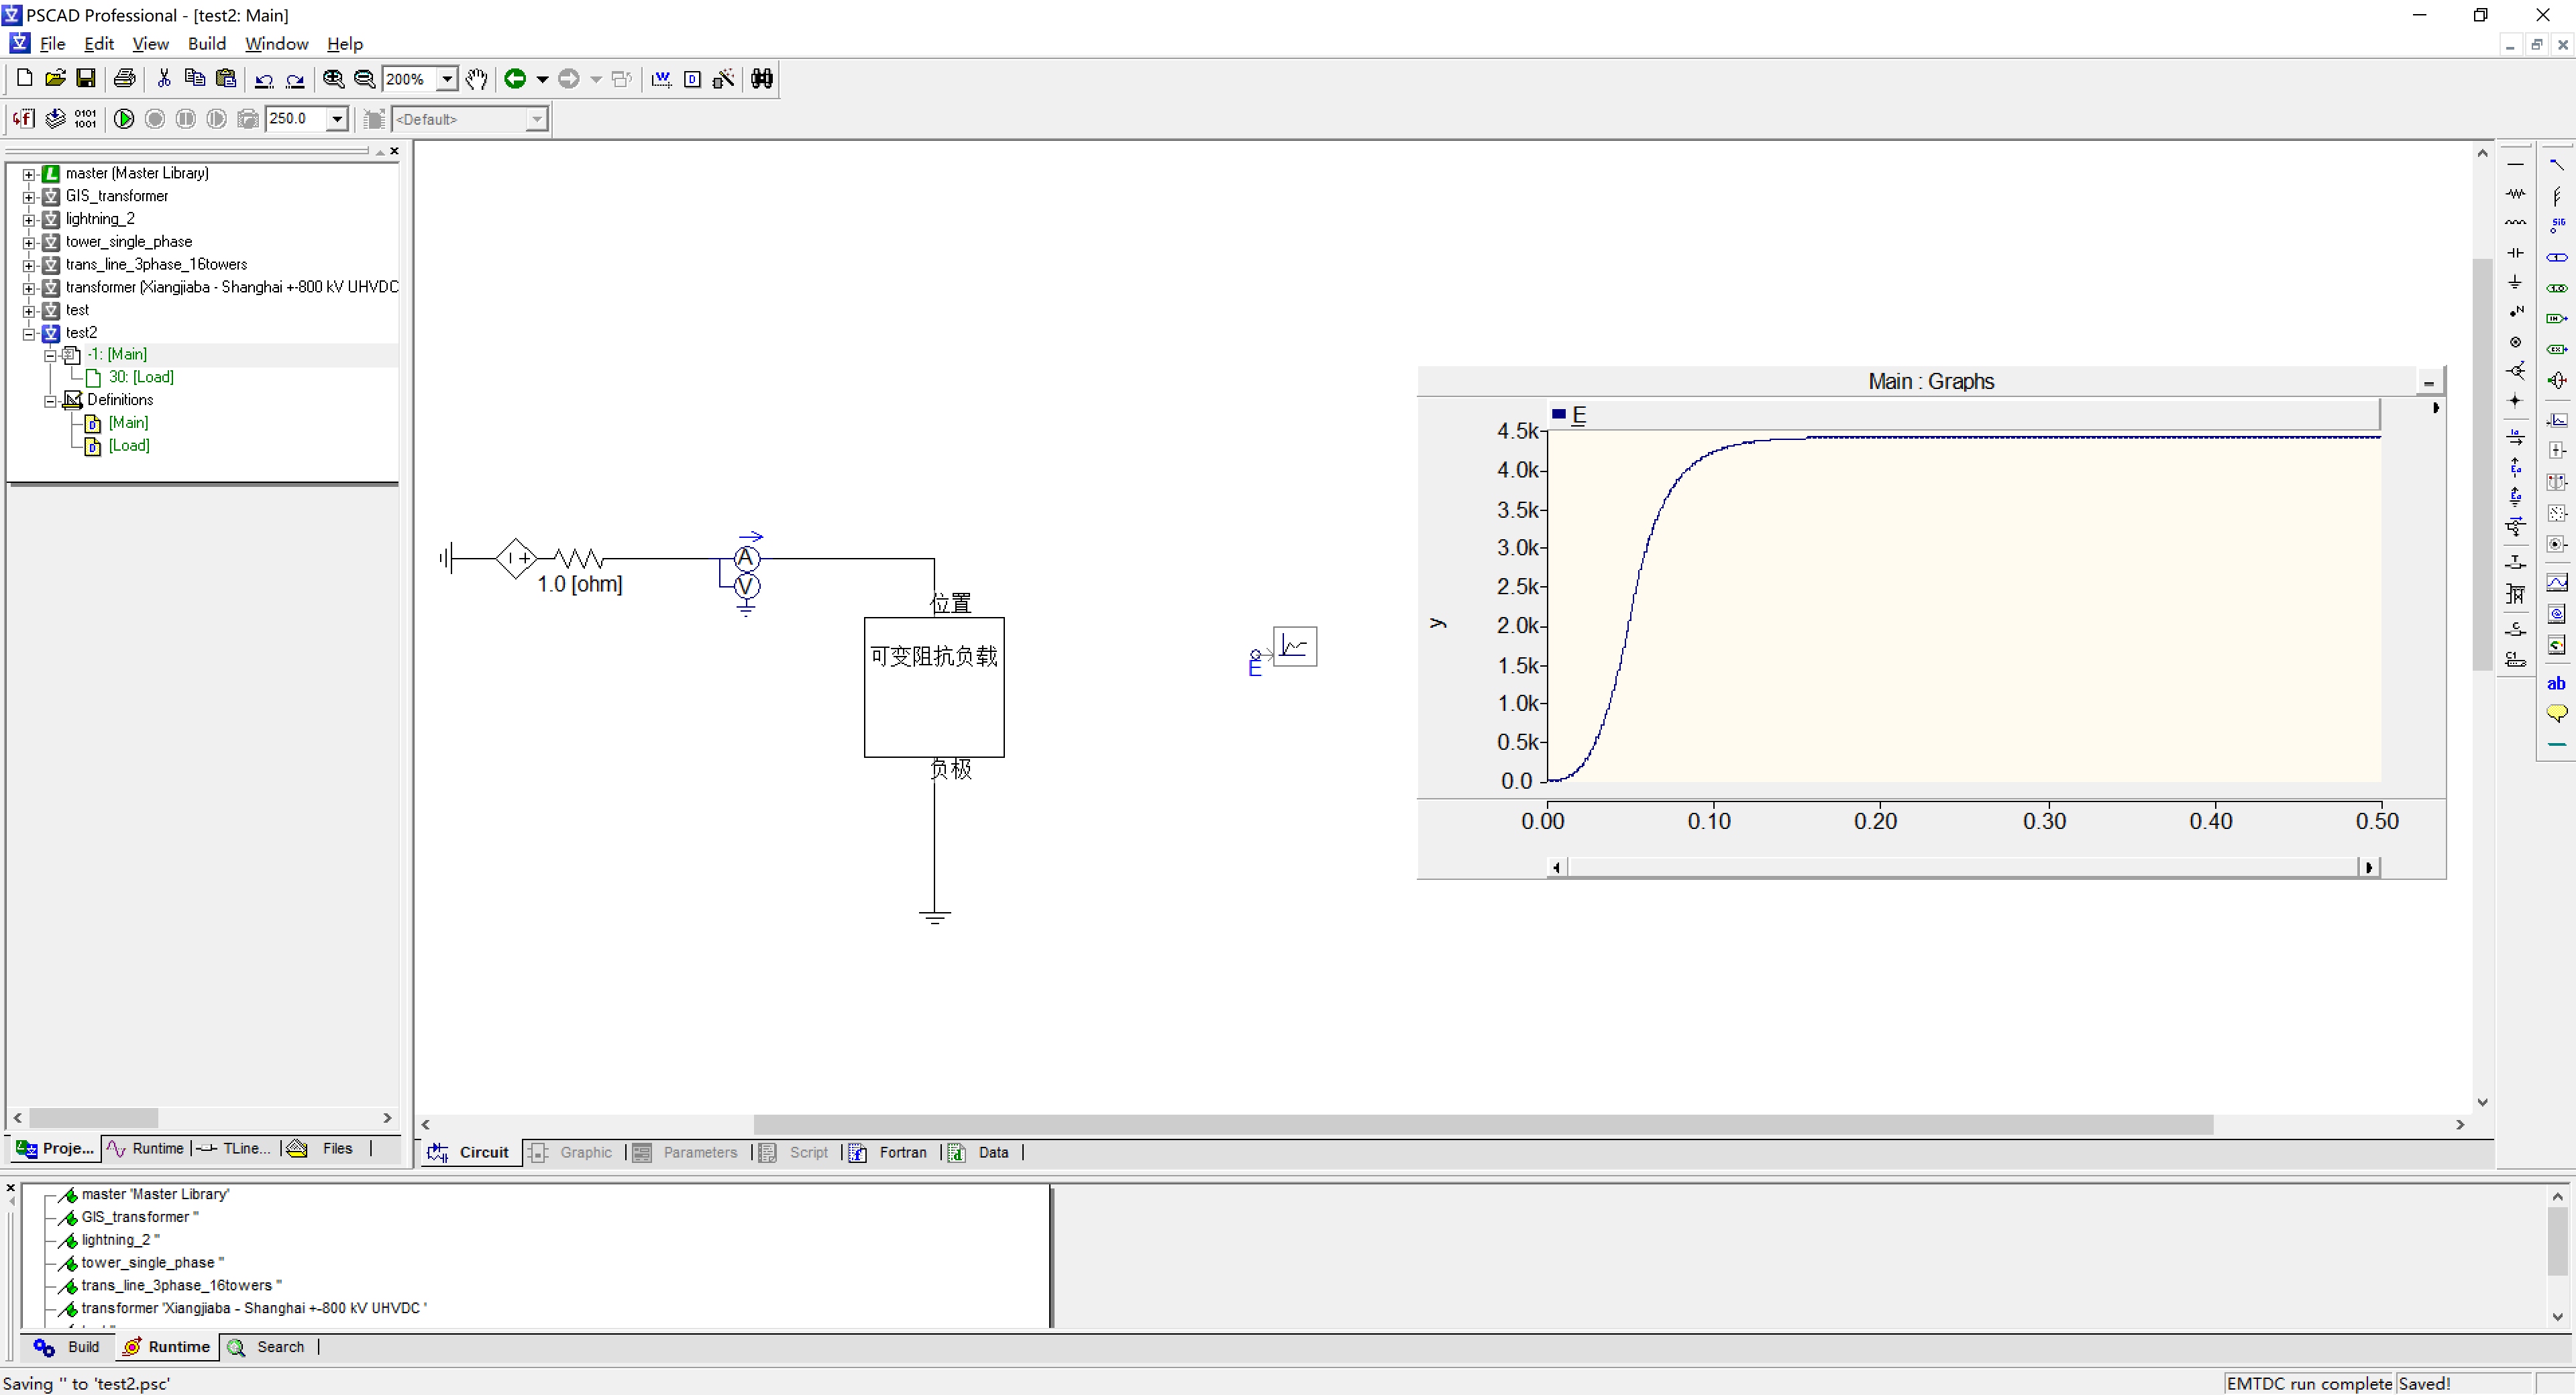 PSCAD Professional - [test2: Main]
File Edit View Build Window Help
200%
250.0 <Default>
master (Master Library)
GIS_transformer
lightning_2
tower_single_phase
trans_line_3phase_16towers
transformer (Xiangjiaba - Shanghai +-800 kV UHVDC
test
test2
-1: [Main]
30: [Load]
Definitions
[Main]
[Load]
1.0 [ohm]
A
V
位置
可变阻抗负载
负极
E
Main : Graphs
E
y
4.5k
4.0k
3.5k
3.0k
2.5k
2.0k
1.5k
1.0k
0.5k
0.0
0.00 0.10 0.20 0.30 0.40 0.50
ab
Proje... Runtime TLine... Files
Circuit Graphic Parameters Script Fortran Data
master 'Master Library'
GIS_transformer ''
lightning_2 ''
tower_single_phase ''
trans_line_3phase_16towers ''
transformer 'Xiangjiaba - Shanghai +-800 kV UHVDC '
Build Runtime Search
Saving '' to 'test2.psc'
EMTDC run complete Saved!